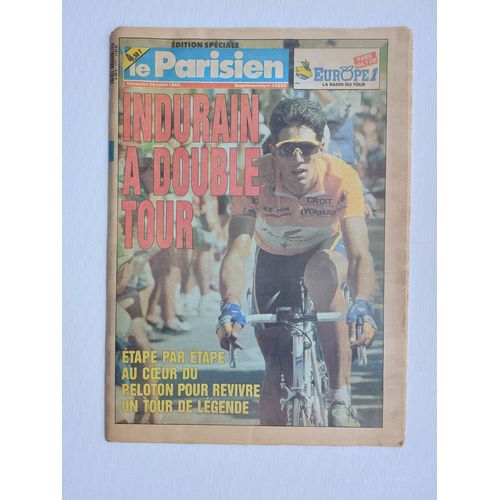 ÉDITION SPÉCIALE
le Parisien
EUROPE 1
LA RADIO DU TOUR
INDURAIN
A DOUBLE
TOUR
CREDIT
LYONNAIS
ÉTAPE PAR ÉTAPE
AU CŒUR DU
PELOTON POUR REVIVRE
UN TOUR DE LÉGENDE